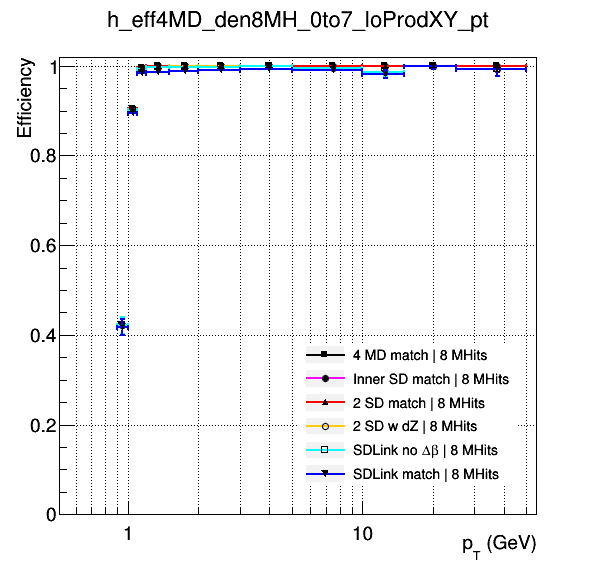 h_eff4MD_den8MH_0to7_loProdXY_pt
Efficiency
1
0.8
0.6
0.4
0.2
0
4 MD match | 8 MHits
Inner SD match | 8 MHits
2 SD match | 8 MHits
2 SD w dZ | 8 MHits
SDLink no Δβ | 8 MHits
SDLink match | 8 MHits
1
10
p_T (GeV)